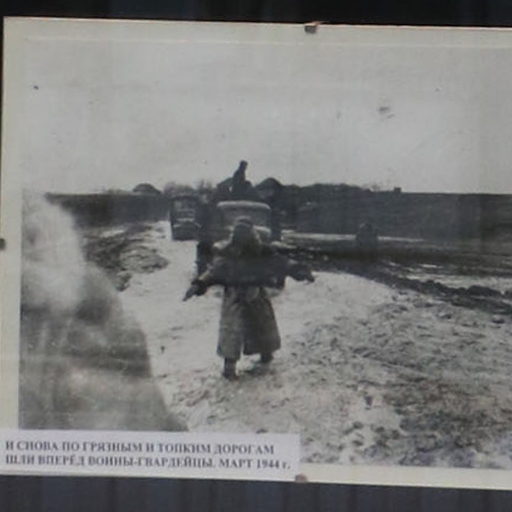 И СНОВА ПО ГРЯЗНЫМ И ТОПКИМ ДОРОГАМ
ШЛИ ВПЕРЁД ВОИНЫ-ГВАРДЕЙЦЫ. МАРТ 1944 г.